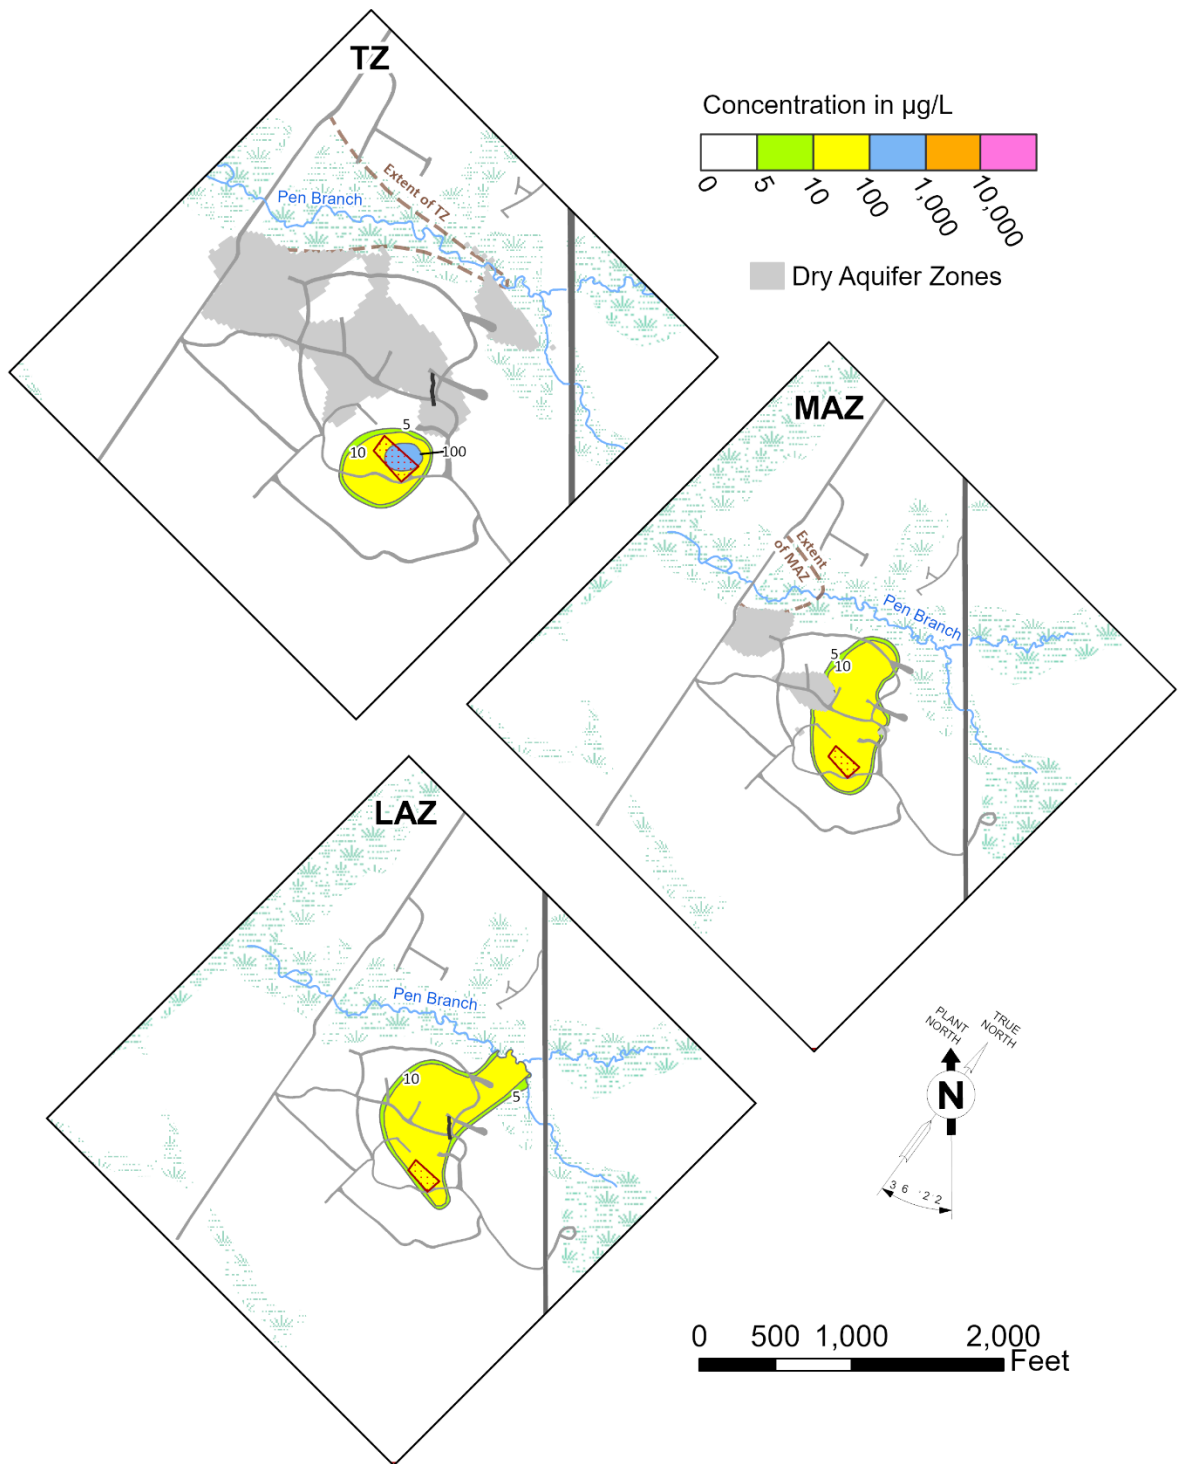 TZ
Concentration in µg/L
0
5
10
100
1,000
10,000
Extent of TZ
Pen Branch
Dry Aquifer Zones
5
10
100
MAZ
Extent
of MAZ
Pen Branch
5
10
LAZ
Pen Branch
10
5
PLANT
NORTH
TRUE
NORTH
N
36.22
0 500 1,000 2,000
Feet